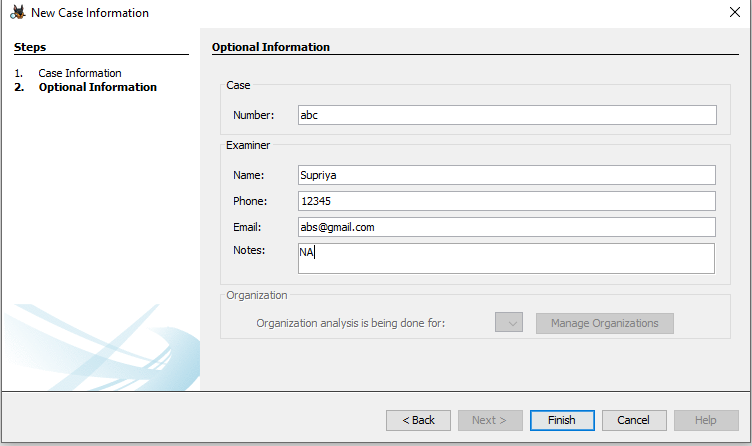 New Case Information
Steps
1. Case Information
2. Optional Information
Optional Information
Case
Number: abc
Examiner
Name: Supriya
Phone: 12345
Email: abs@gmail.com
Notes: NA
Organization
Organization analysis is being done for: Manage Organizations
< Back Next > Finish Cancel Help